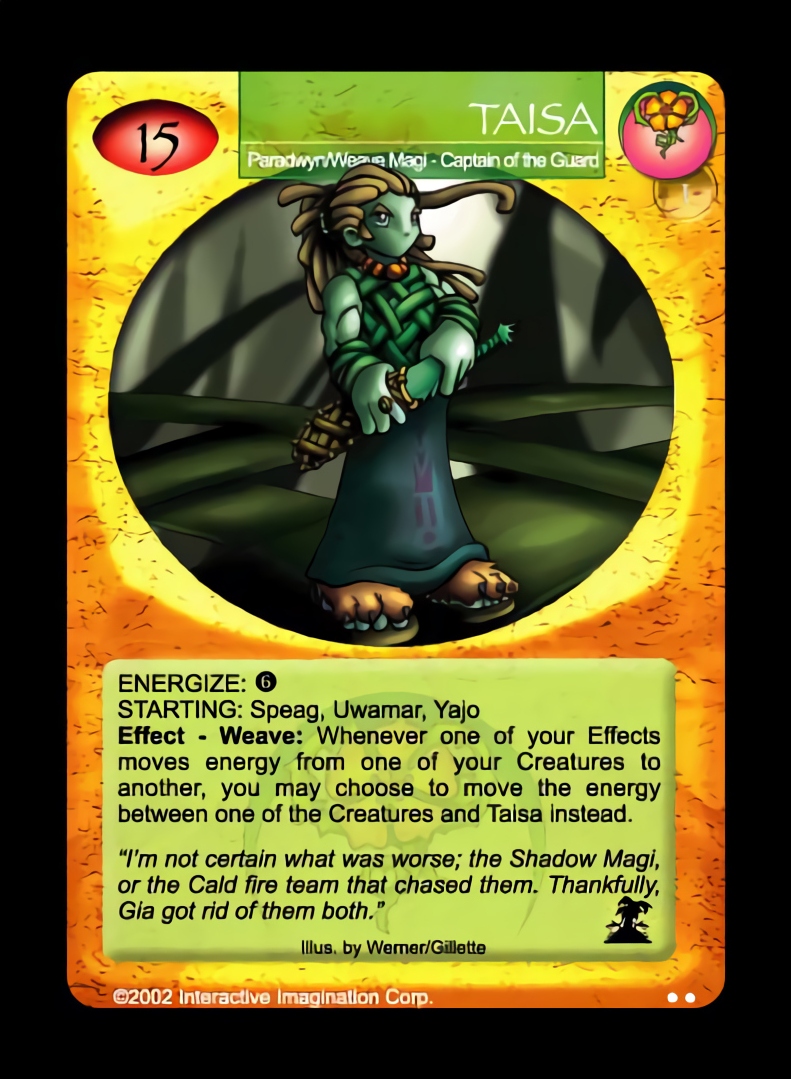 15
TAISA
Paradwyn/Weave Magi - Captain of the Guard
1
ENERGIZE: 6
STARTING: Speag, Uwamar, Yajo
Effect - Weave: Whenever one of your Effects
moves energy from one of your Creatures to
another, you may choose to move the energy
between one of the Creatures and Taisa instead.
“I’m not certain what was worse; the Shadow Magi,
or the Cald fire team that chased them. Thankfully,
Gia got rid of them both.”
Illus. by Werner/Gillette
©2002 Interactive Imagination Corp.